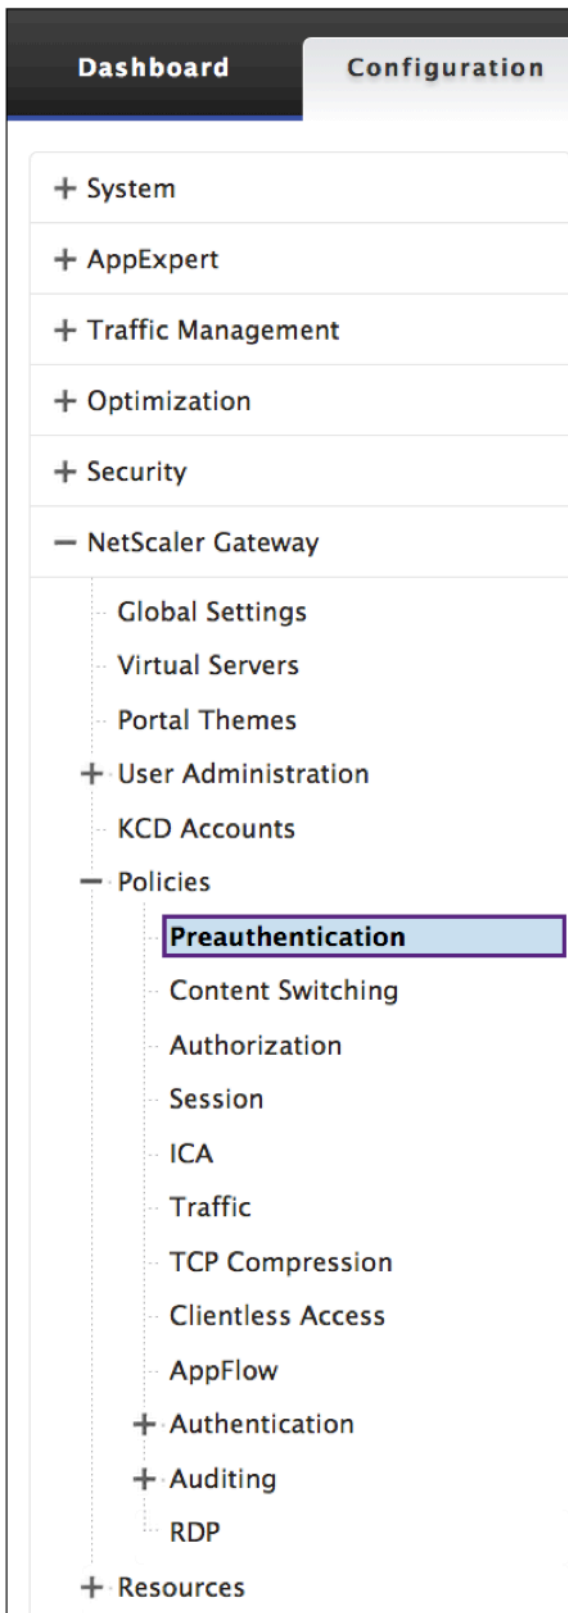 Dashboard Configuration
System
AppExpert
Traffic Management
Optimization
Security
NetScaler Gateway
Global Settings
Virtual Servers
Portal Themes
User Administration
KCD Accounts
Policies
Preauthentication
Content Switching
Authorization
Session
ICA
Traffic
TCP Compression
Clientless Access
AppFlow
Authentication
Auditing
RDP
Resources